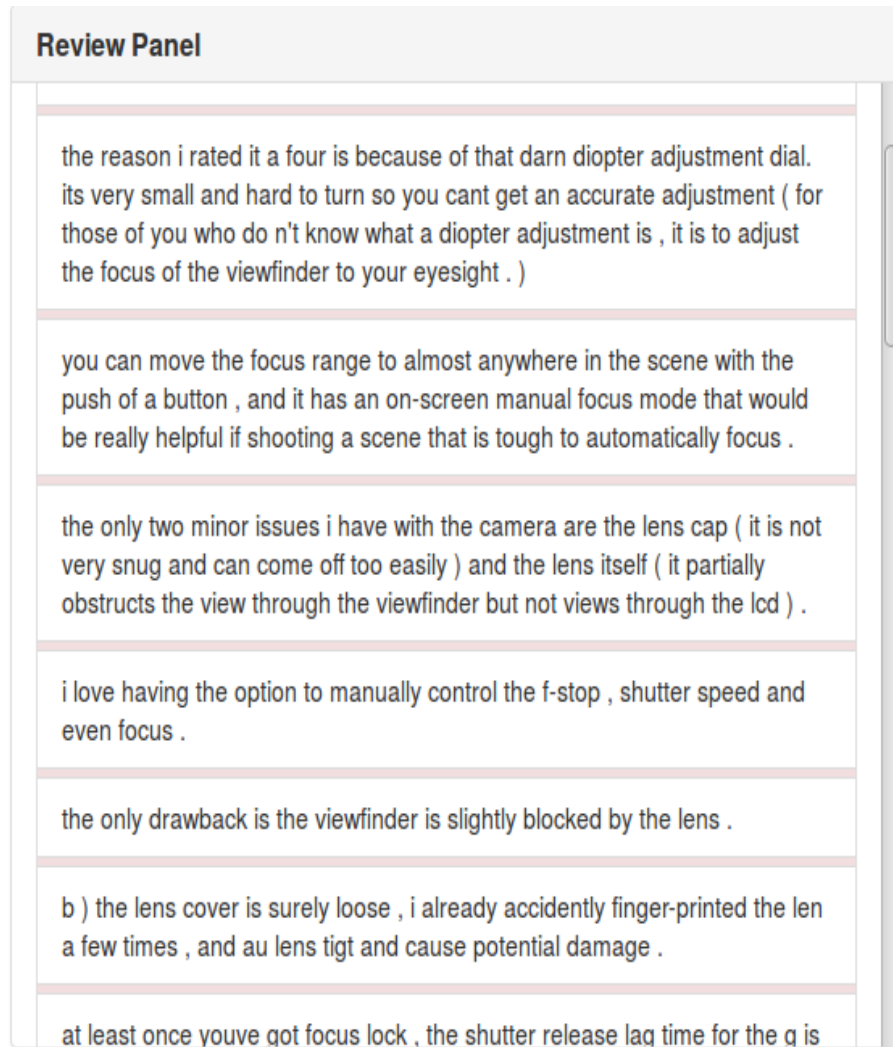 Review Panel
the reason i rated it a four is because of that darn diopter adjustment dial.
its very small and hard to turn so you cant get an accurate adjustment ( for
those of you who do n't know what a diopter adjustment is , it is to adjust
the focus of the viewfinder to your eyesight . )
you can move the focus range to almost anywhere in the scene with the
push of a button , and it has an on-screen manual focus mode that would
be really helpful if shooting a scene that is tough to automatically focus .
the only two minor issues i have with the camera are the lens cap ( it is not
very snug and can come off too easily ) and the lens itself ( it partially
obstructs the view through the viewfinder but not views through the lcd ) .
i love having the option to manually control the f-stop , shutter speed and
even focus .
the only drawback is the viewfinder is slightly blocked by the lens .
b ) the lens cover is surely loose , i already accidently finger-printed the len
a few times , and au lens tigt and cause potential damage .
at least once youve got focus lock , the shutter release lag time for the g is